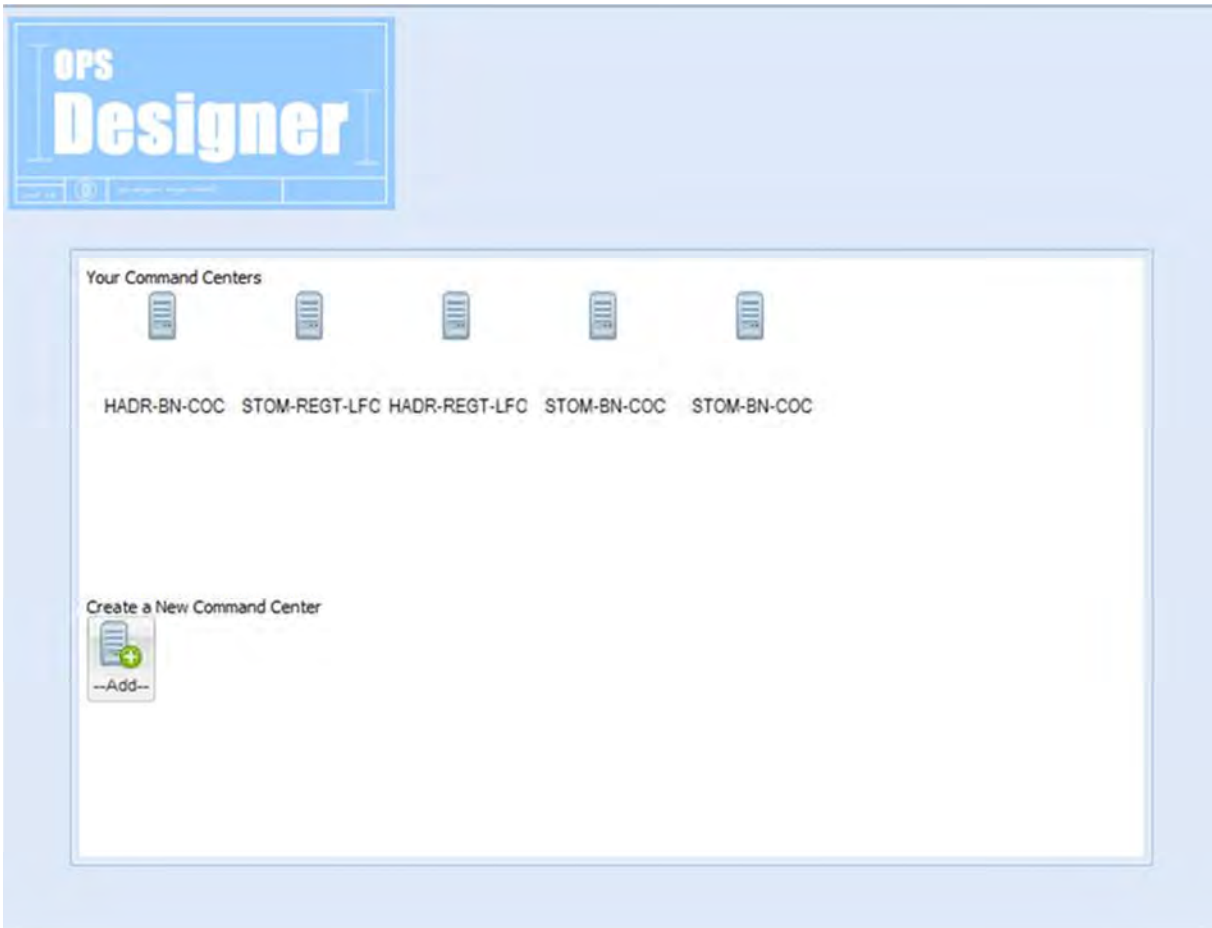 OPS
Designer
Your Command Centers
HADR-BN-COC STOM-REGT-LFC HADR-REGT-LFC STOM-BN-COC STOM-BN-COC
Create a New Command Center
--Add--